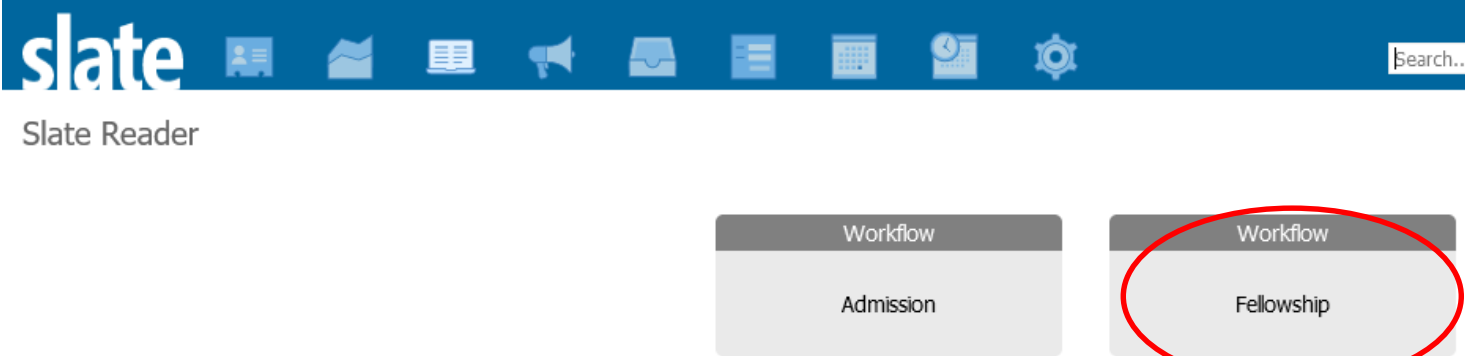 slate
Search..
Slate Reader
Workflow
Admission
Workflow
Fellowship